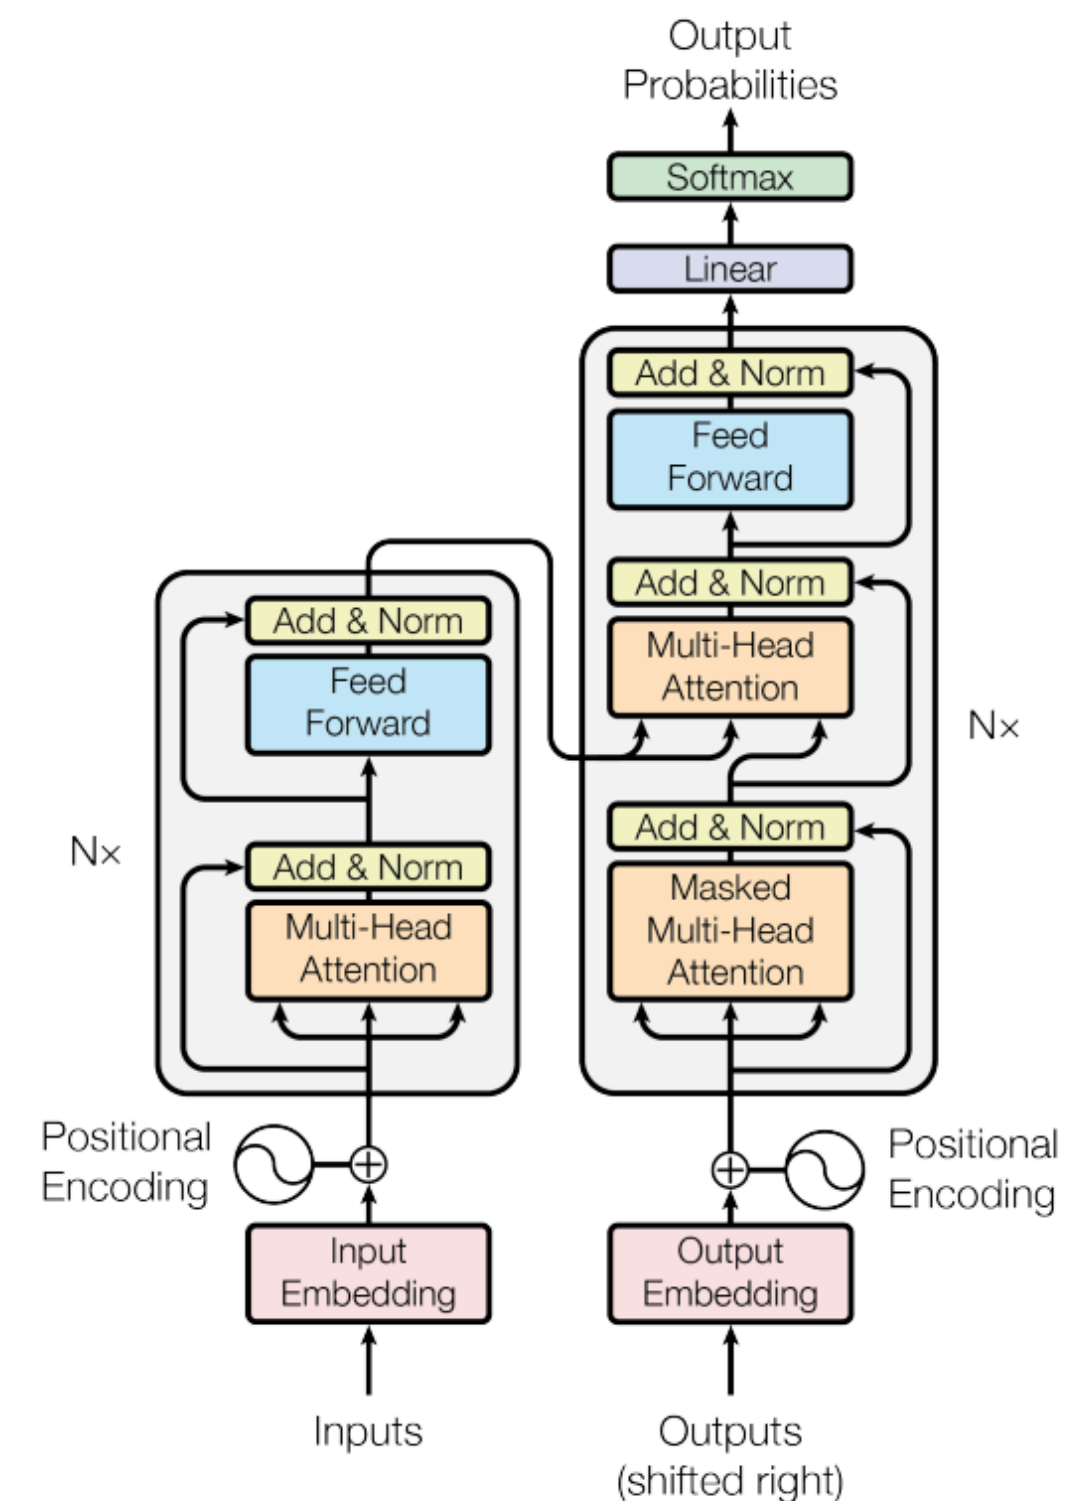 Output
Probabilities
Softmax
Linear
Add & Norm
Feed
Forward
Add & Norm
Multi-Head
Attention
Add & Norm
Masked
Multi-Head
Attention
N×
Add & Norm
Feed
Forward
Add & Norm
Multi-Head
Attention
N×
Positional
Encoding
Positional
Encoding
Input
Embedding
Output
Embedding
Inputs
Outputs
(shifted right)